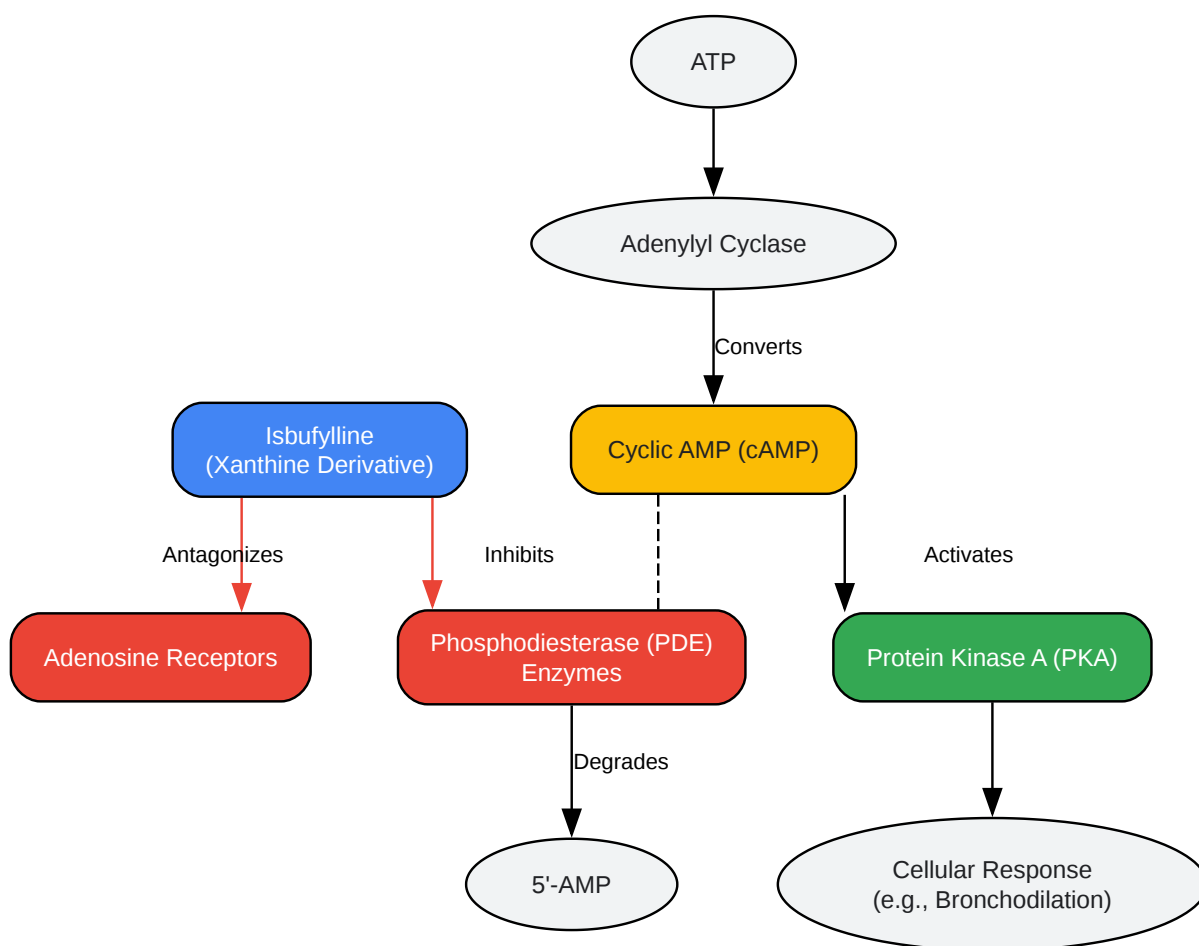 ATP
Adenylyl Cyclase
Converts
Isbufylline
(Xanthine Derivative)
Cyclic AMP (cAMP)
Antagonizes
Inhibits
Activates
Adenosine Receptors
Phosphodiesterase (PDE)
Enzymes
Protein Kinase A (PKA)
Degrades
5'-AMP
Cellular Response
(e.g., Bronchodilation)